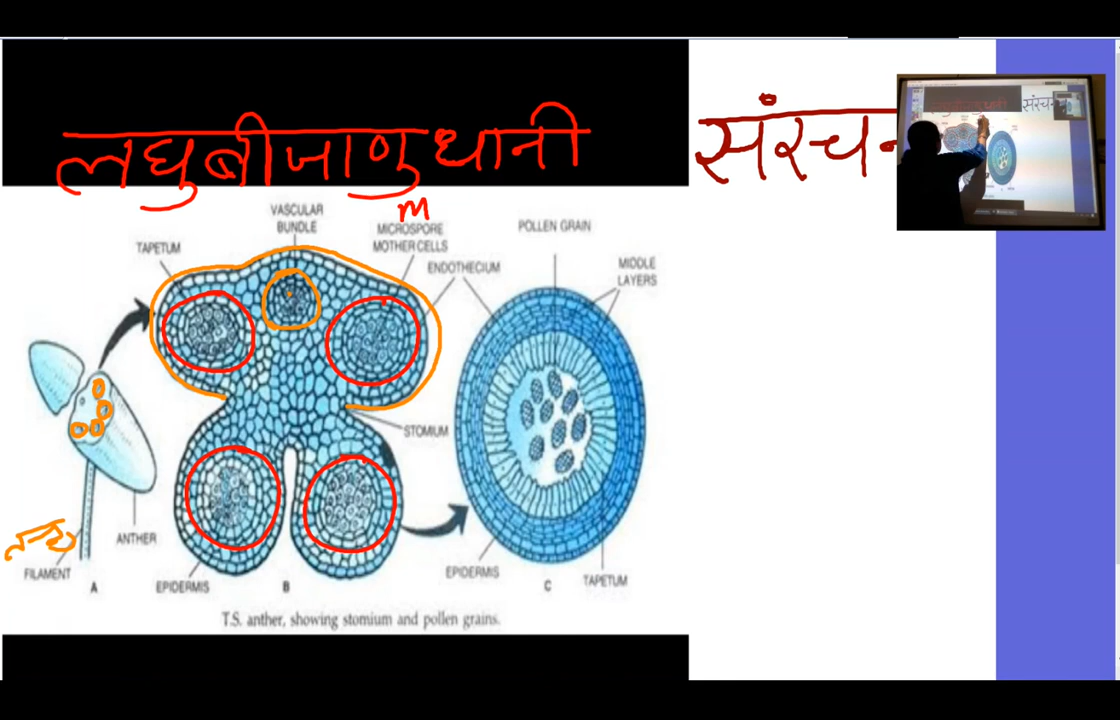 लघुबीजाणुधानी संरचन
m
VASCULAR
BUNDLE
MICROSPORE
MOTHER CELLS
POLLEN GRAIN
TAPETUM
ENDOTHECIUM
MIDDLE
LAYERS
STOMIUM
ANTHER
FILAMENT
EPIDERMIS
EPIDERMIS
TAPETUM
A
B
C
T.S. anther, showing stomium and pollen grains.